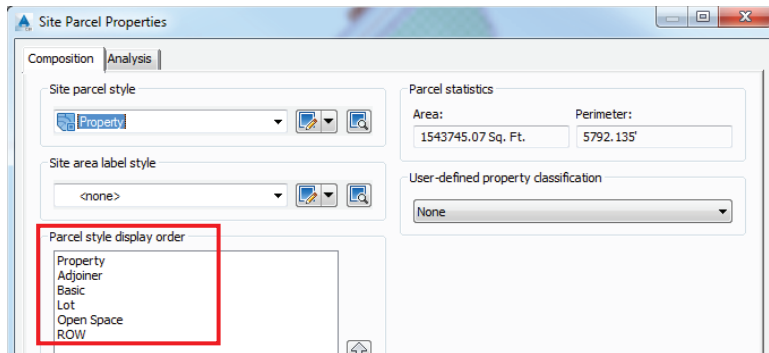 Site Parcel Properties
Composition Analysis
Site parcel style
Property
Site area label style
<none>
Parcel style display order
Property
Adjoiner
Basic
Lot
Open Space
ROW
Parcel statistics
Area: Perimeter:
1543745.07 Sq. Ft. 5792.135'
User-defined property classification
None